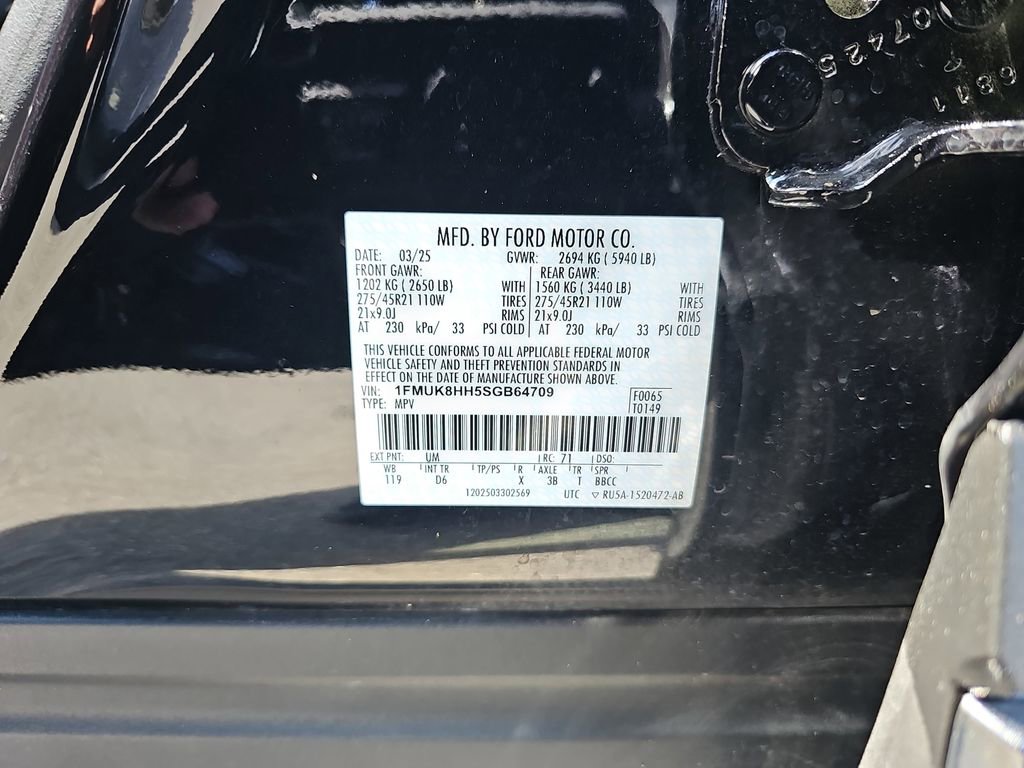 07425
0811
MFD. BY FORD MOTOR CO.
DATE: 03/25 GVWR: 2694 KG ( 5940 LB)
FRONT GAWR: REAR GAWR:
1202 KG ( 2650 LB) WITH 1560 KG ( 3440 LB) WITH
275/45R21 110W TIRES 275/45R21 110W TIRES
21x9.0J RIMS 21x9.0J RIMS
AT 230 kPa/ 33 PSI COLD AT 230 kPa/ 33 PSI COLD
THIS VEHICLE CONFORMS TO ALL APPLICABLE FEDERAL MOTOR
VEHICLE SAFETY AND THEFT PREVENTION STANDARDS IN
EFFECT ON THE DATE OF MANUFACTURE SHOWN ABOVE.
VIN: 1FMUK8HH5SGB64709 F0065
TYPE: MPV T0149
EXT PNT: UM RC: 71 DSO:
WB INT TR TP/PS R AXLE TR SPR
119 D6 X 3B T BBCC
1202503302569 UTC ▽ RU5A-1520472-AB